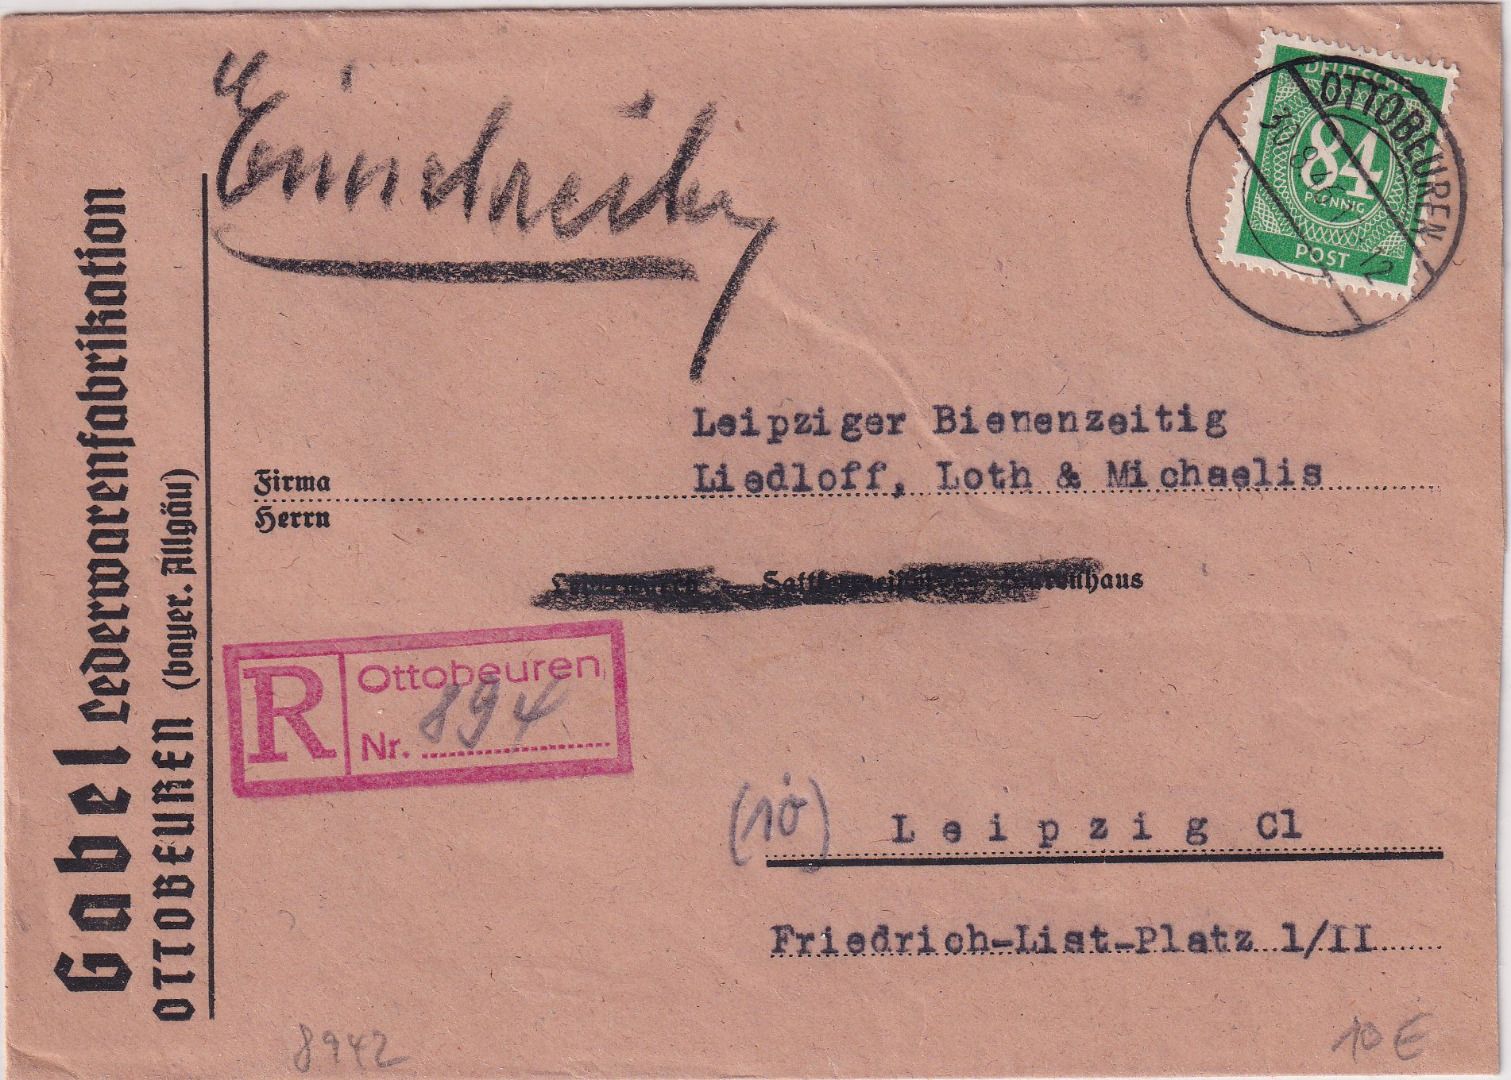 Einschreiben
DEUTSCHE
84
PFENNIG
POST
OTTOBEUREN
12
Gabel Lederwarenfabrikation
OTTOBEUREN (bayer. Allgäu)
Leipziger Bienenzeitig
Firma Liedloff, Loth & Michaelis
Herrn
R Ottobeuren
Nr. 894
(10)
Leipzig C1
Friedrich-List-Platz 1/II
8942
10 €